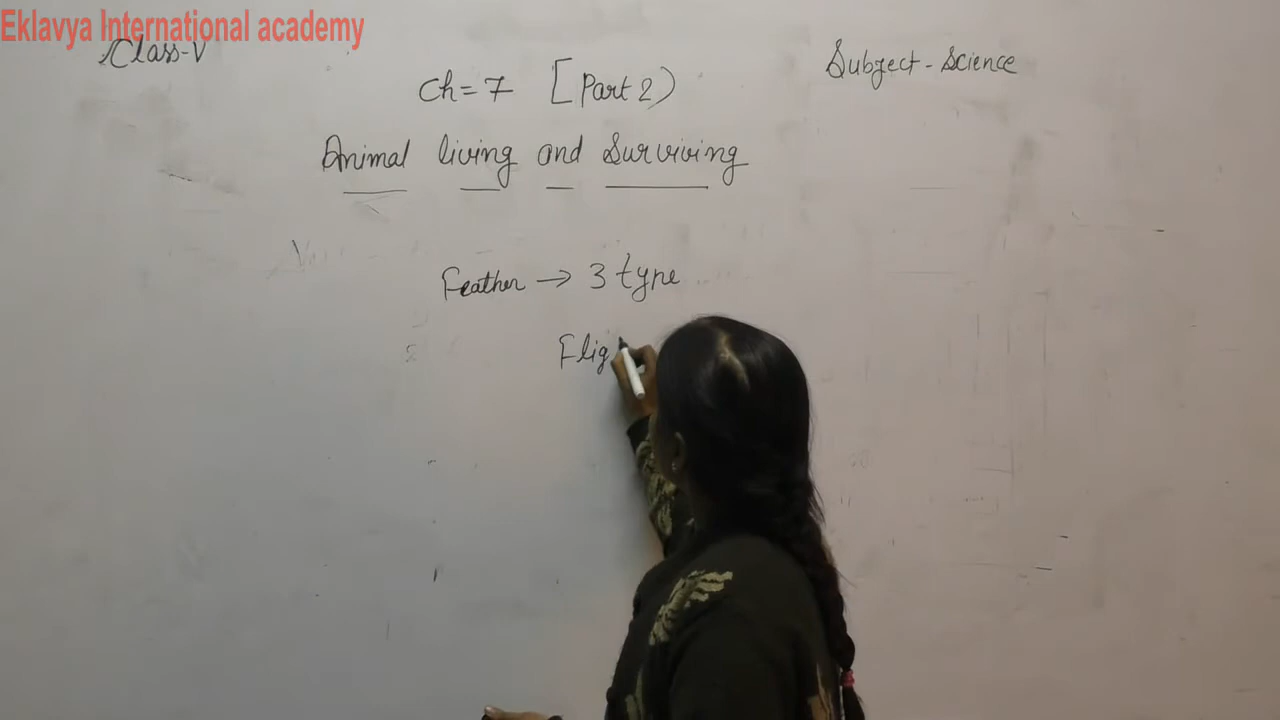 Eklavya International academy
Class-V
Subject - Science
Ch = 7 [Part 2)
Animal living and Surviving
Feather → 3 type
Flig